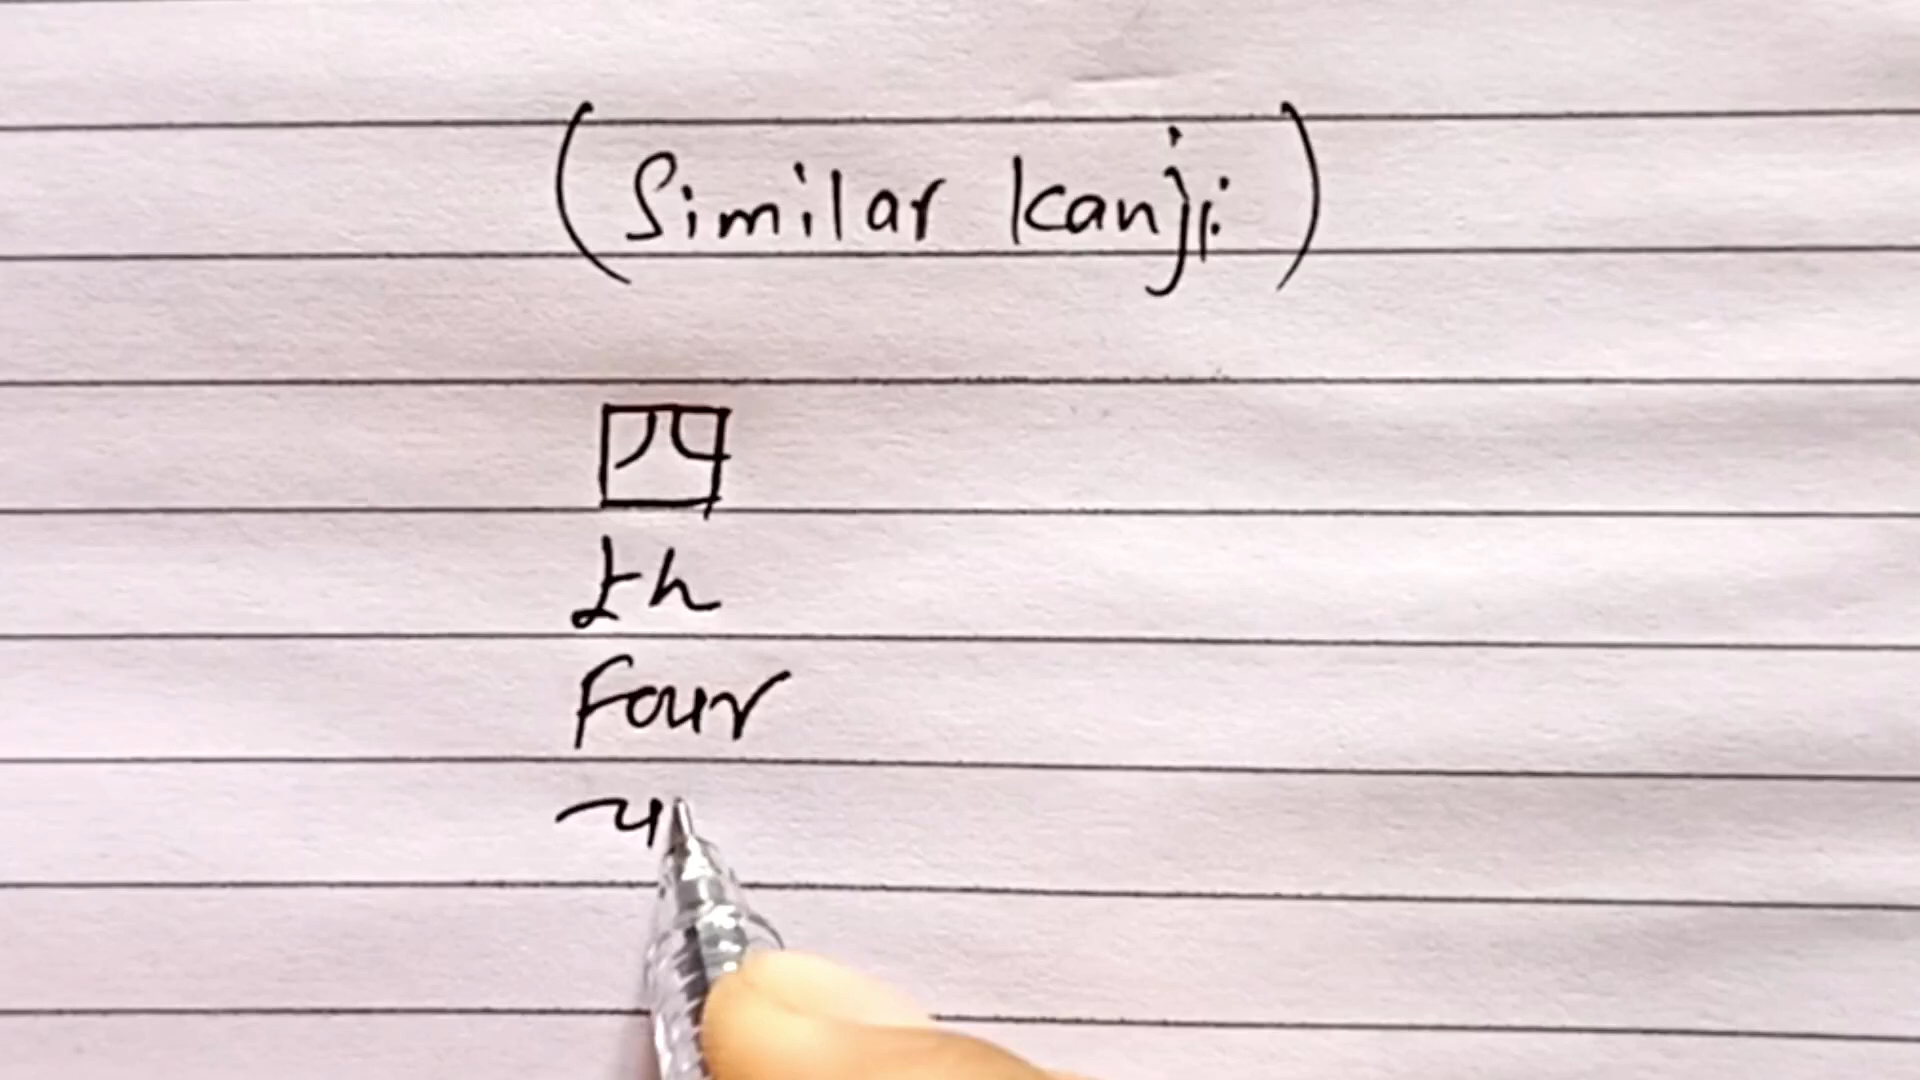 (Similar Kanji)
四
よん
Four